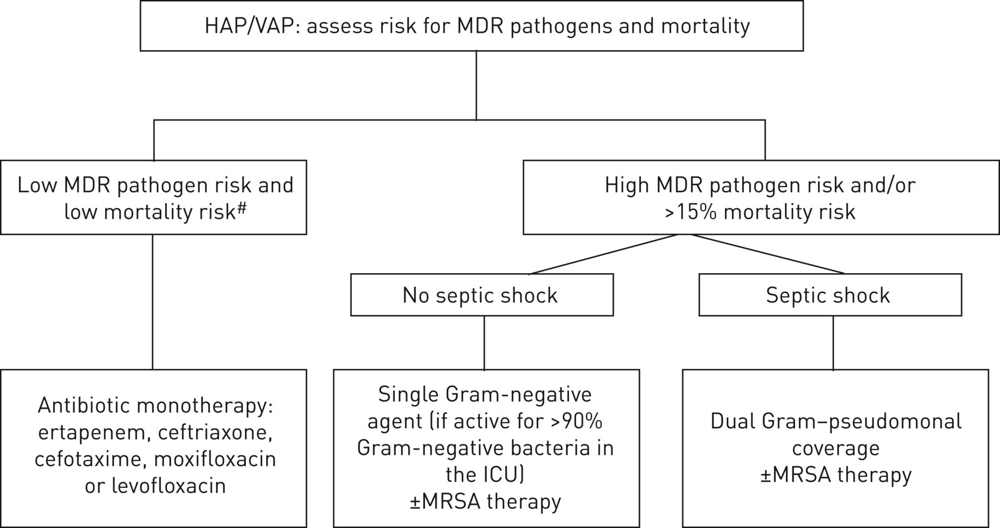 HAP/VAP: assess risk for MDR pathogens and mortality
Low MDR pathogen risk and
low mortality risk#
High MDR pathogen risk and/or
>15% mortality risk
No septic shock
Septic shock
Antibiotic monotherapy:
ertapenem, ceftriaxone,
cefotaxime, moxifloxacin
or levofloxacin
Single Gram-negative
agent (if active for >90%
Gram-negative bacteria in
the ICU)
±MRSA therapy
Dual Gram–pseudomonal
coverage
±MRSA therapy